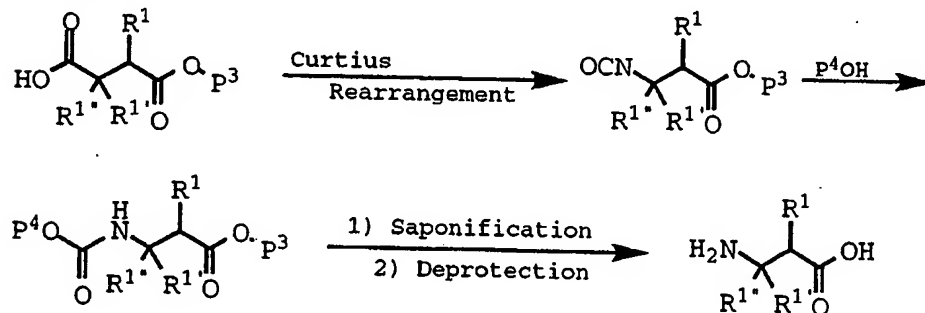 O R¹
HO O P³
R¹" R¹' O
Curtius
Rearrangement
R¹
OCN O P³
R¹" R¹' O
P⁴OH
R¹
P⁴O H N O P³
O R¹" R¹' O
1) Saponification
2) Deprotection
R¹
H₂N OH
R¹" R¹' O